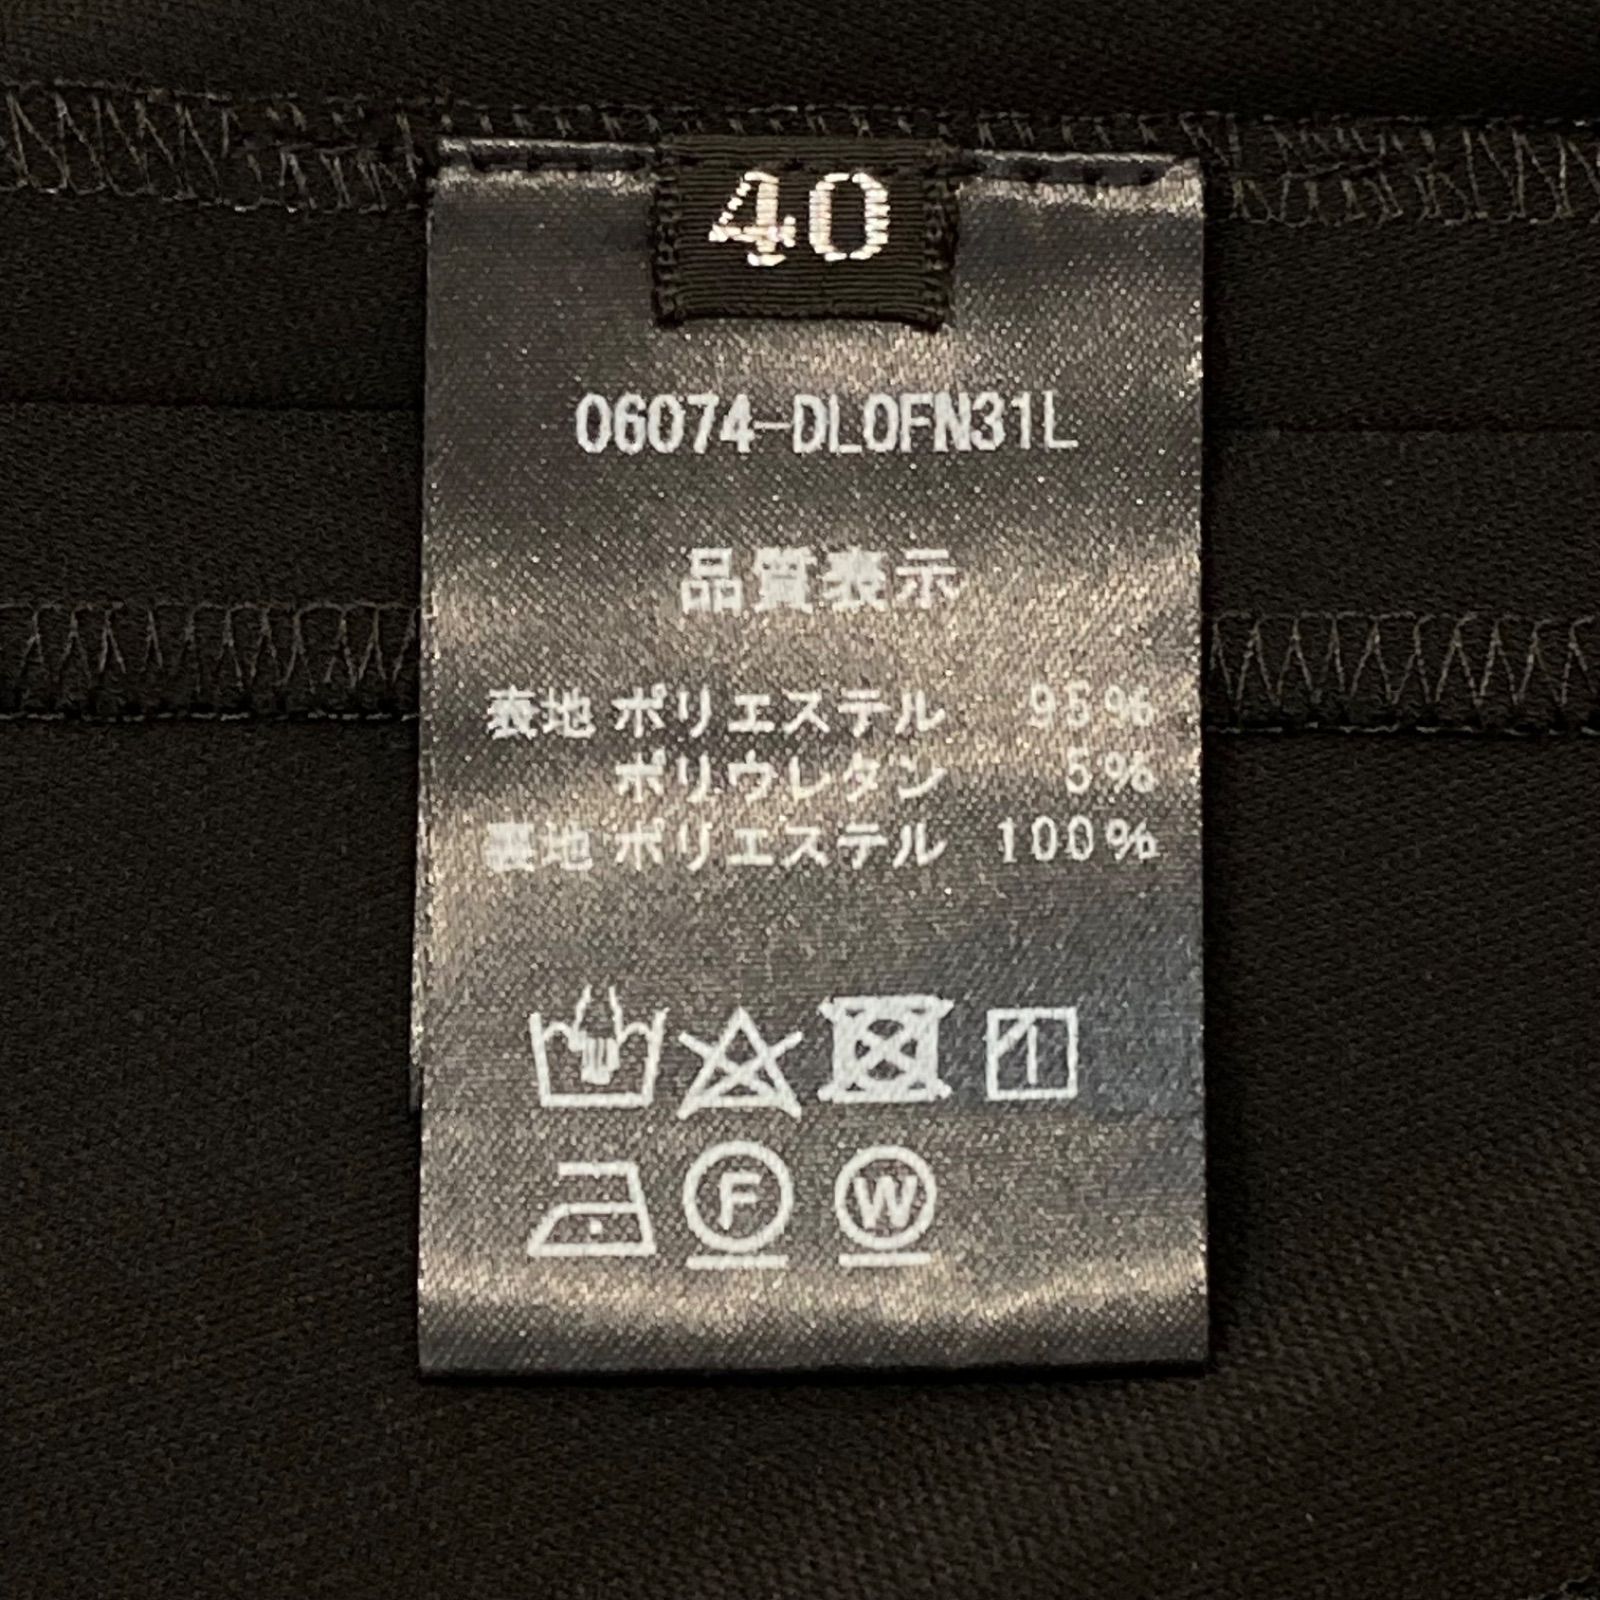 40
06074-DL0FN31L
品質表示
表地 ポリエステル 95%
ポリウレタン 5%
裏地 ポリエステル 100%
1
F W